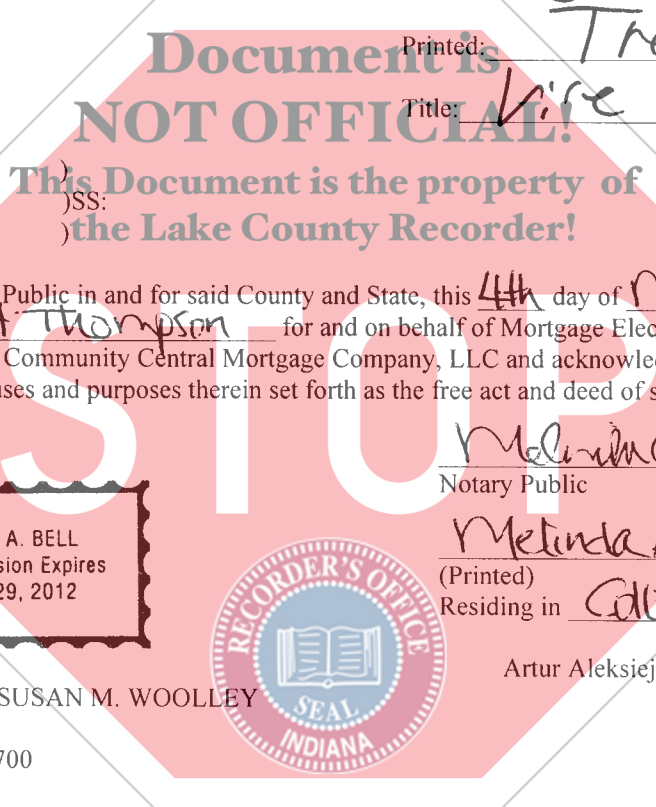 Document is
Printed: Tre
NOT OFFICIAL!
Title: Vice
)
This Document is the property of
)SS:
)the Lake County Recorder!
Public in and for said County and State, this 4th day of
Thompson for and on behalf of Mortgage Elec
Community Central Mortgage Company, LLC and acknowled
uses and purposes therein set forth as the free act and deed of s
STOP
Notary Public
A. BELL
sion Expires
29, 2012
Melinda
(Printed)
Residing in
RECORDER'S OFFICE
SEAL
INDIANA
Artur Aleksiej
SUSAN M. WOOLLEY
700